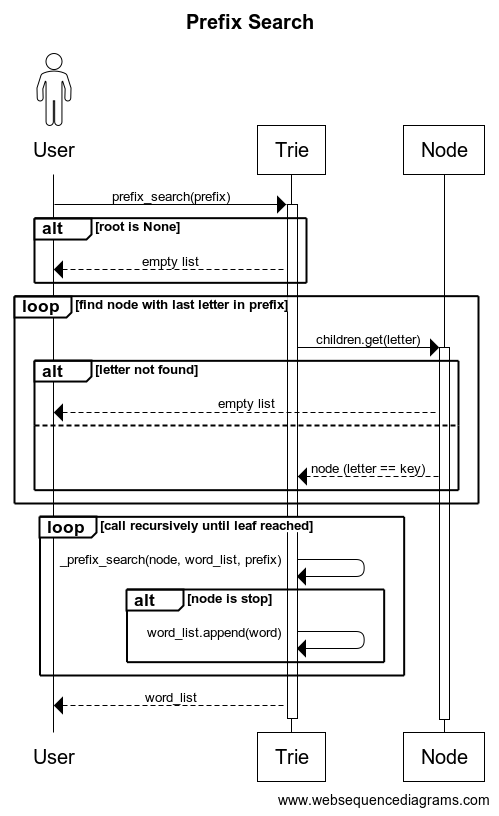 Prefix Search
User
Trie
Node
prefix_search(prefix)
alt
[root is None]
empty list
loop
[find node with last letter in prefix]
children.get(letter)
alt
[letter not found]
empty list
node (letter == key)
loop
[call recursively until leaf reached]
_prefix_search(node, word_list, prefix)
alt
[node is stop]
word_list.append(word)
word_list
User
Trie
Node
www.websequencediagrams.com